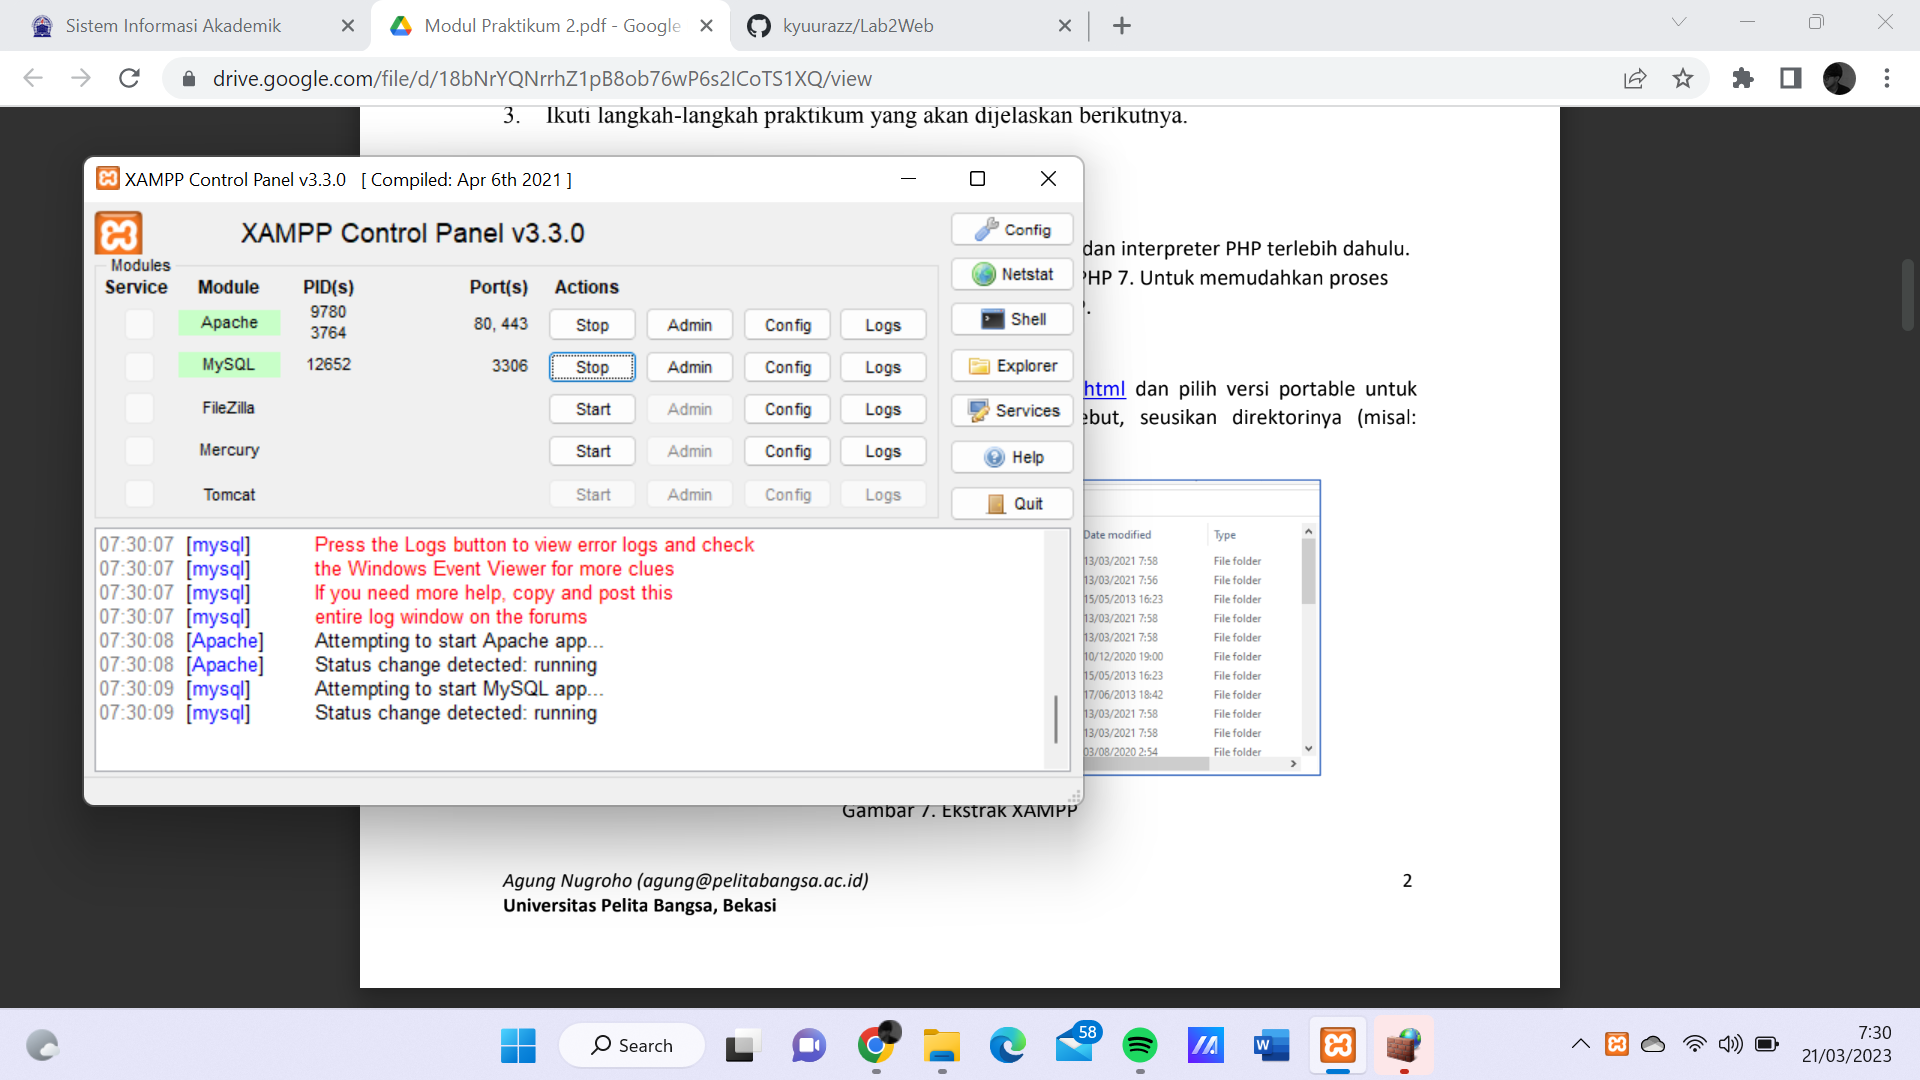 Sistem Informasi Akademik
Modul Praktikum 2.pdf - Google
kyuurazz/Lab2Web
drive.google.com/file/d/18bNrYQNrrhZ1pB8ob76wP6s2ICoTS1XQ/view
3. Ikuti langkah-langkah praktikum yang akan dijelaskan berikutnya.
XAMPP Control Panel v3.3.0 [ Compiled: Apr 6th 2021 ]
XAMPP Control Panel v3.3.0
Config
Modules
Netstat
Service Module PID(s) Port(s) Actions
Apache 9780 3764 80, 443 Stop Admin Config Logs
Shell
MySQL 12652 3306 Stop Admin Config Logs
Explorer
FileZilla Start Admin Config Logs
Services
Mercury Start Admin Config Logs
Help
Tomcat Start Admin Config Logs
Quit
07:30:07 [mysql] Press the Logs button to view error logs and check
07:30:07 [mysql] the Windows Event Viewer for more clues
07:30:07 [mysql] If you need more help, copy and post this
07:30:07 [mysql] entire log window on the forums
07:30:08 [Apache] Attempting to start Apache app...
07:30:08 [Apache] Status change detected: running
07:30:09 [mysql] Attempting to start MySQL app...
07:30:09 [mysql] Status change detected: running
dan interpreter PHP terlebih dahulu.
PHP 7. Untuk memudahkan proses
html dan pilih versi portable untuk
seusikan direktorinya (misal:
Date modified Type
13/03/2021 7:58 File folder
13/03/2021 7:56 File folder
15/05/2013 16:23 File folder
13/03/2021 7:58 File folder
13/03/2021 7:58 File folder
10/12/2020 19:00 File folder
15/05/2013 16:23 File folder
17/06/2013 18:42 File folder
13/03/2021 7:58 File folder
13/03/2021 7:58 File folder
03/08/2020 2:54 File folder
Gambar 7. Ekstrak XAMPP
Agung Nugroho (agung@pelitabangsa.ac.id) 2
Universitas Pelita Bangsa, Bekasi
Search
58
7:30
21/03/2023